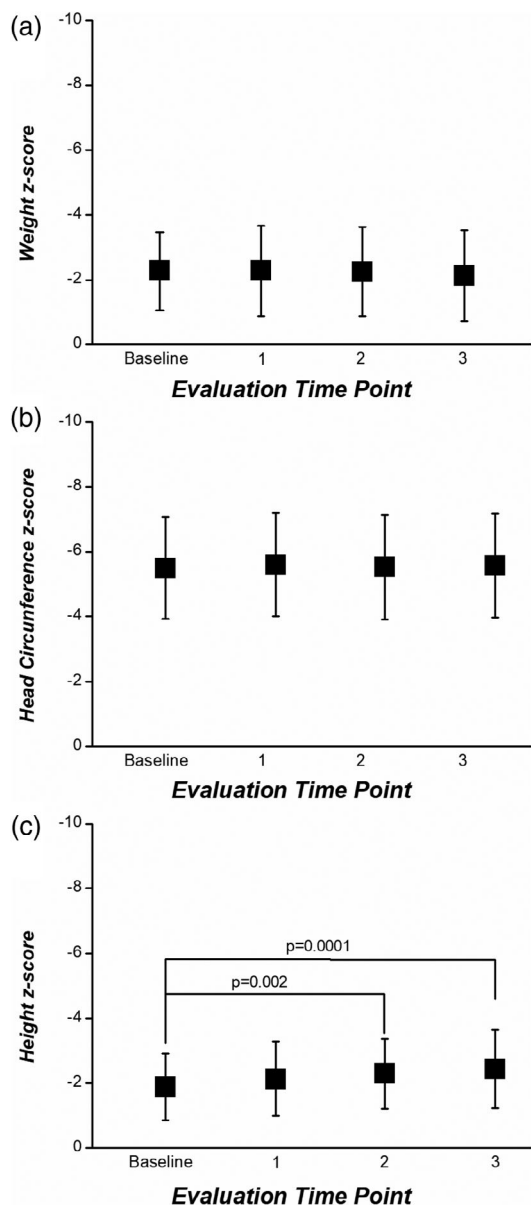 (a)
Weight z-score
-10
-8
-6
-4
-2
0
Baseline 1 2 3
Evaluation Time Point
(b)
Head Circunference z-score
-10
-8
-6
-4
-2
0
Baseline 1 2 3
Evaluation Time Point
(c)
Height z-score
-10
-8
-6
-4
-2
0
p=0.0001
p=0.002
Baseline 1 2 3
Evaluation Time Point